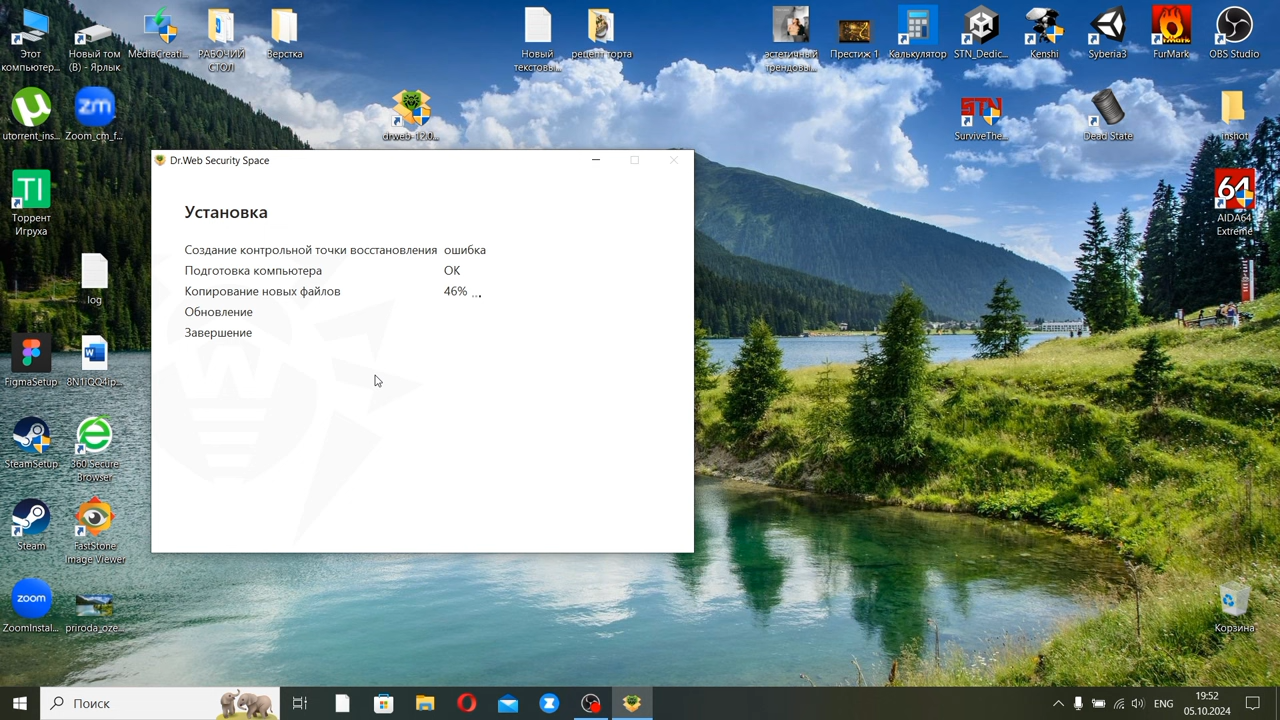 Этот
компьютер...
Новый том
(B) - Ярлык
MediaCreati...
РАБОЧИЙ
СТОЛ
Верстка
Новый
текстовы...
рецепт торта
эстетичный
трендовы...
Престиж 1
Калькулятор
STN_Dedic...
Kenshi
Syberia3
FurMark
OBS Studio
utorrent_ins...
Zoom_cm_f...
drweb-12.0...
SurviveThe...
Dead State
inshot
Dr.Web Security Space
Установка
Создание контрольной точки восстановления ошибка
Подготовка компьютера ОК
Копирование новых файлов 46% ...
Обновление
Завершение
TI
Торрент
Игруха
64
AIDA64
Extreme
log
FigmaSetup
8N1iQQ4jp...
SteamSetup
360 Secure
Browser
Steam
FastStone
Image Viewer
zoom
ZoomInstal...
priroda_oze...
Корзина
Поиск
ENG
19:52
05.10.2024